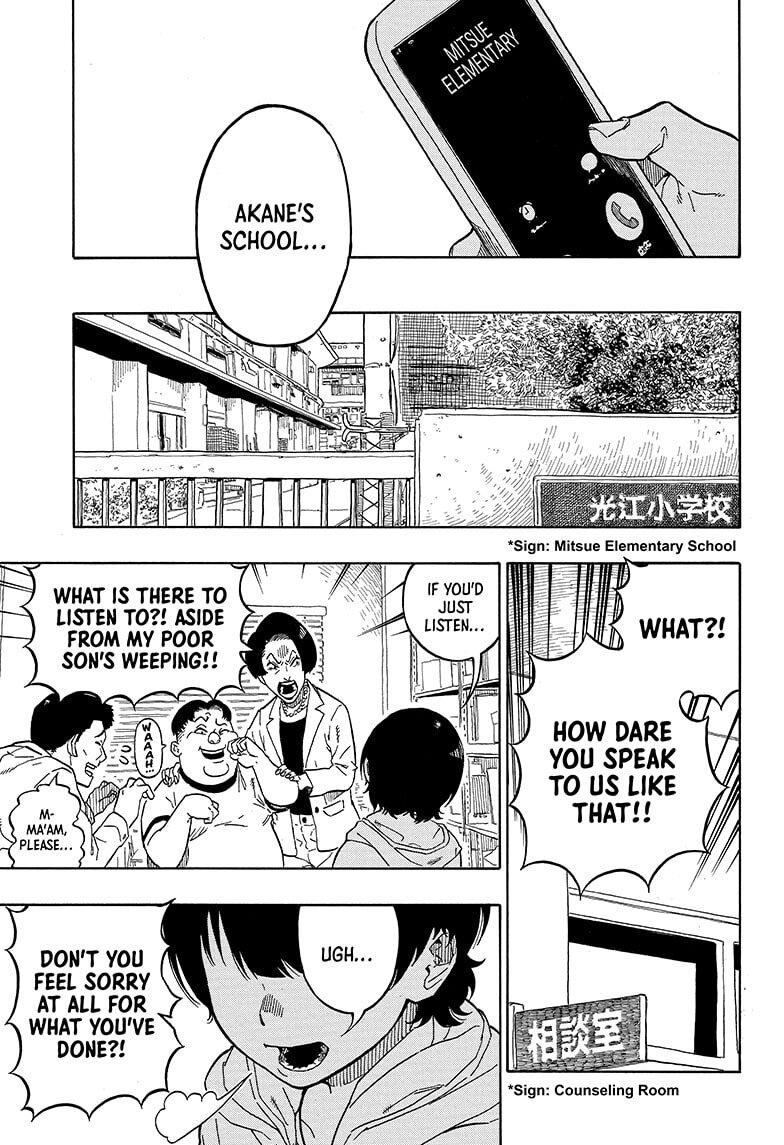 MITSUE
ELEMENTARY
AKANE'S
SCHOOL...
光江小学校
*Sign: Mitsue Elementary School
WHAT?!
HOW DARE
YOU SPEAK
TO US LIKE
THAT!!
相談室
*Sign: Counseling Room
IF YOU'D
JUST
LISTEN...
WHAT IS THERE TO
LISTEN TO?! ASIDE
FROM MY POOR
SON'S WEEPING!!
WAAAH...
M-
MA'AM,
PLEASE...
UGH...
DON'T YOU
FEEL SORRY
AT ALL FOR
WHAT YOU'VE
DONE?!